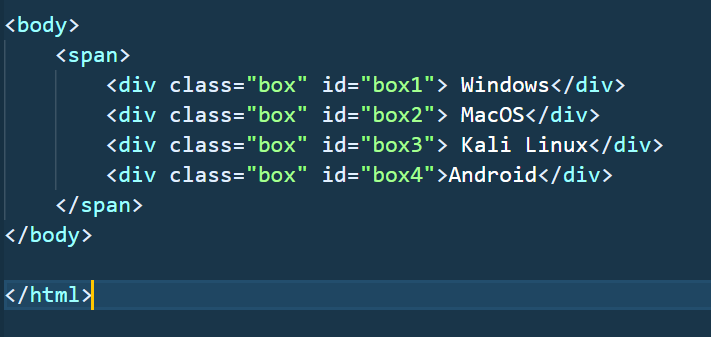 <body>
    <span>
        <div class="box" id="box1"> Windows</div>
        <div class="box" id="box2"> MacOS</div>
        <div class="box" id="box3"> Kali Linux</div>
        <div class="box" id="box4">Android</div>
    </span>
</body>
</html>